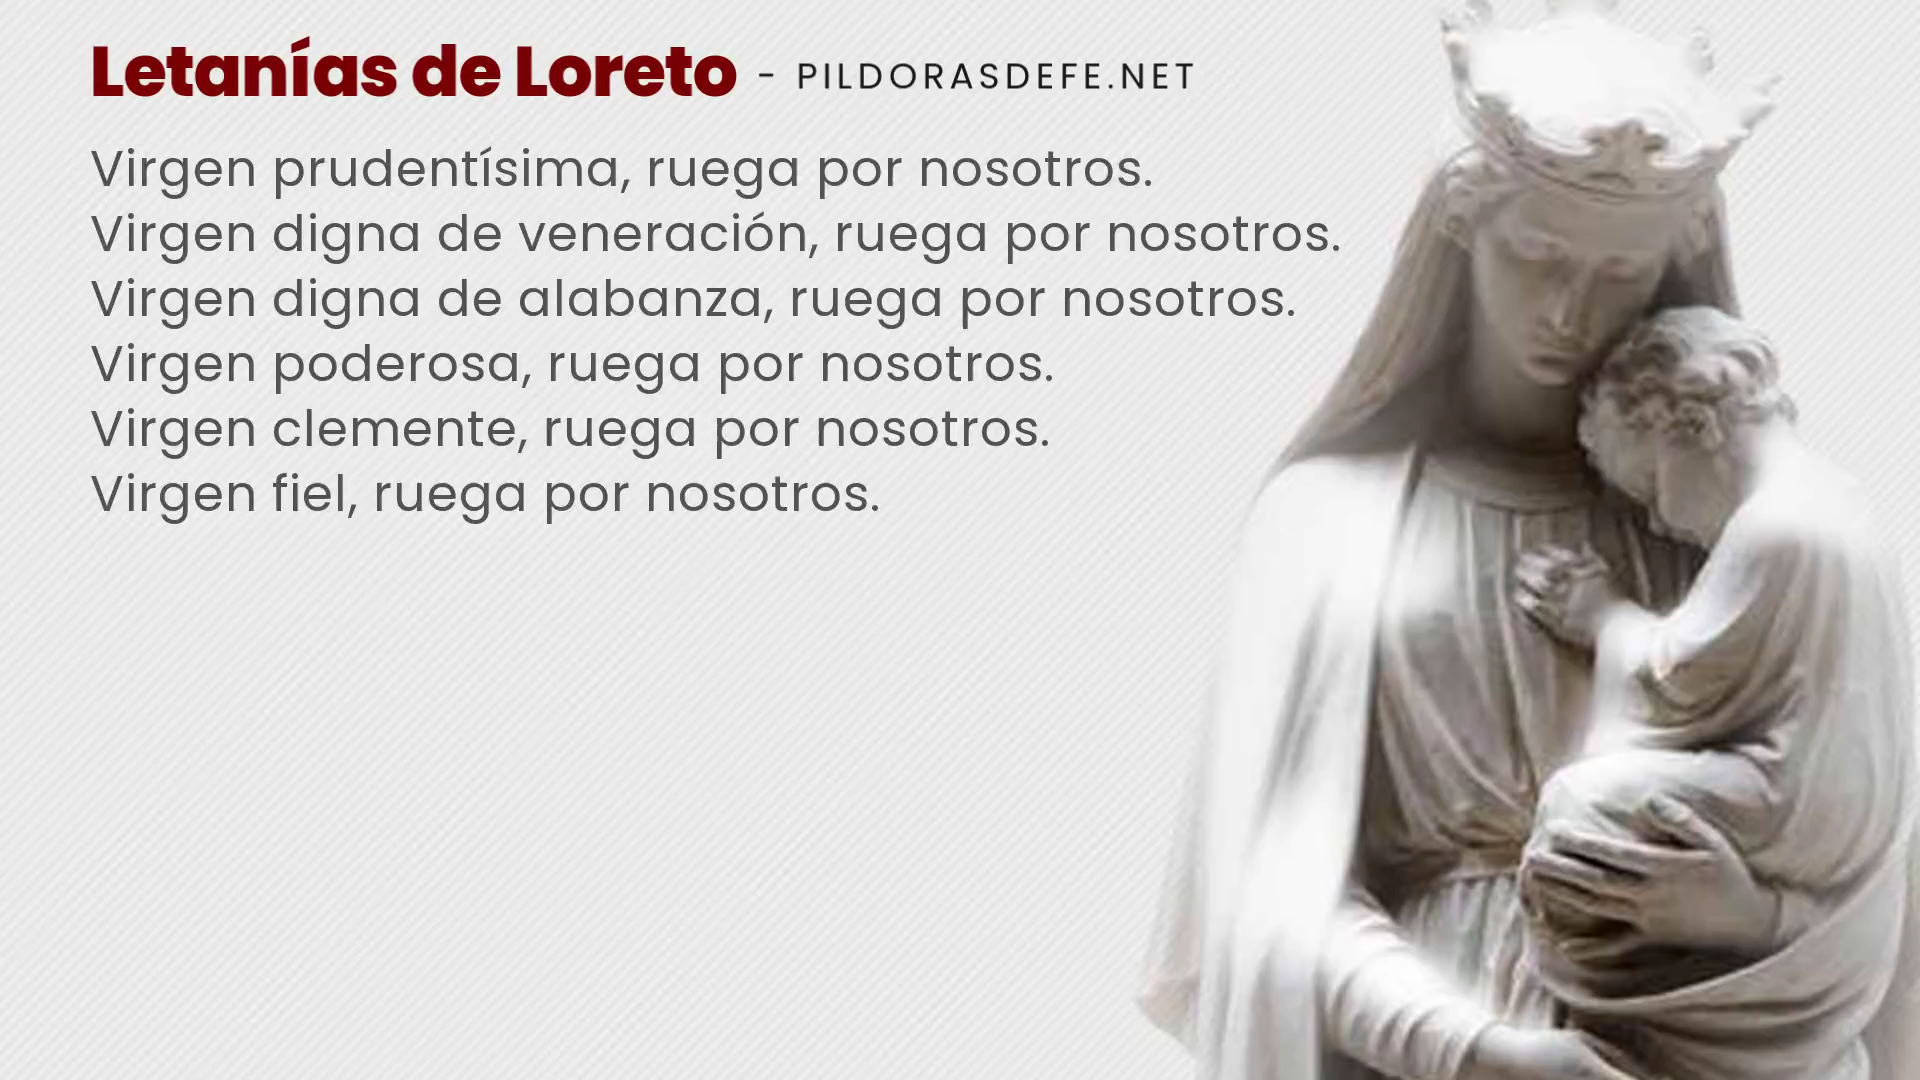 Letanías de Loreto - PILDORASDEFE.NET
Virgen prudentísima, ruega por nosotros.
Virgen digna de veneración, ruega por nosotros.
Virgen digna de alabanza, ruega por nosotros.
Virgen poderosa, ruega por nosotros.
Virgen clemente, ruega por nosotros.
Virgen fiel, ruega por nosotros.